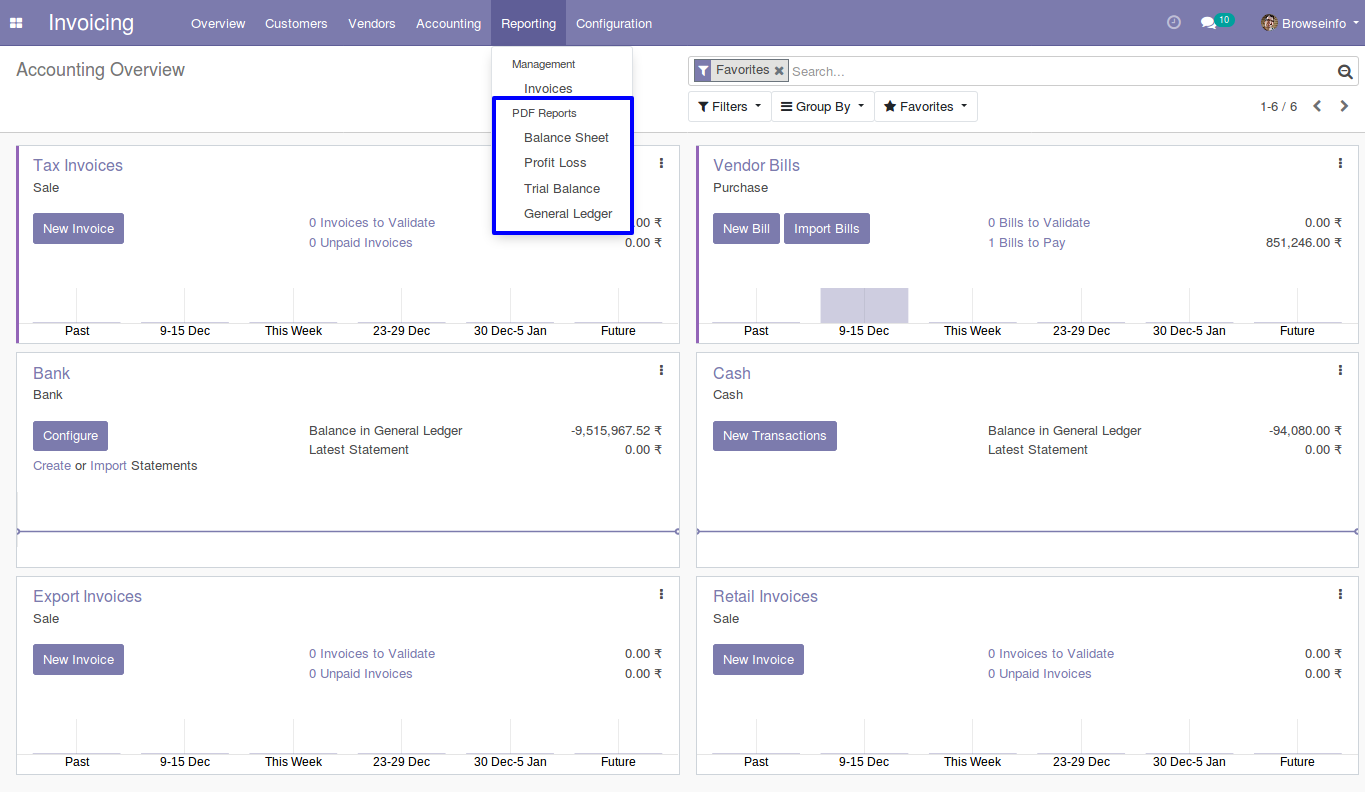 Invoicing Overview Customers Vendors Accounting Reporting Configuration 10 Browseinfo
Accounting Overview
Management
Invoices
PDF Reports
Balance Sheet
Profit Loss
Trial Balance
General Ledger
Favorites Search...
Filters Group By Favorites 1-6 / 6
Tax Invoices
Sale
New Invoice
0 Invoices to Validate .00 ₹
0 Unpaid Invoices 0.00 ₹
Past 9-15 Dec This Week 23-29 Dec 30 Dec-5 Jan Future
Vendor Bills
Purchase
New Bill Import Bills
0 Bills to Validate 0.00 ₹
1 Bills to Pay 851,246.00 ₹
Past 9-15 Dec This Week 23-29 Dec 30 Dec-5 Jan Future
Bank
Bank
Configure
Create or Import Statements
Balance in General Ledger -9,515,967.52 ₹
Latest Statement 0.00 ₹
Cash
Cash
New Transactions
Balance in General Ledger -94,080.00 ₹
Latest Statement 0.00 ₹
Export Invoices
Sale
New Invoice
0 Invoices to Validate 0.00 ₹
0 Unpaid Invoices 0.00 ₹
Past 9-15 Dec This Week 23-29 Dec 30 Dec-5 Jan Future
Retail Invoices
Sale
New Invoice
0 Invoices to Validate 0.00 ₹
0 Unpaid Invoices 0.00 ₹
Past 9-15 Dec This Week 23-29 Dec 30 Dec-5 Jan Future